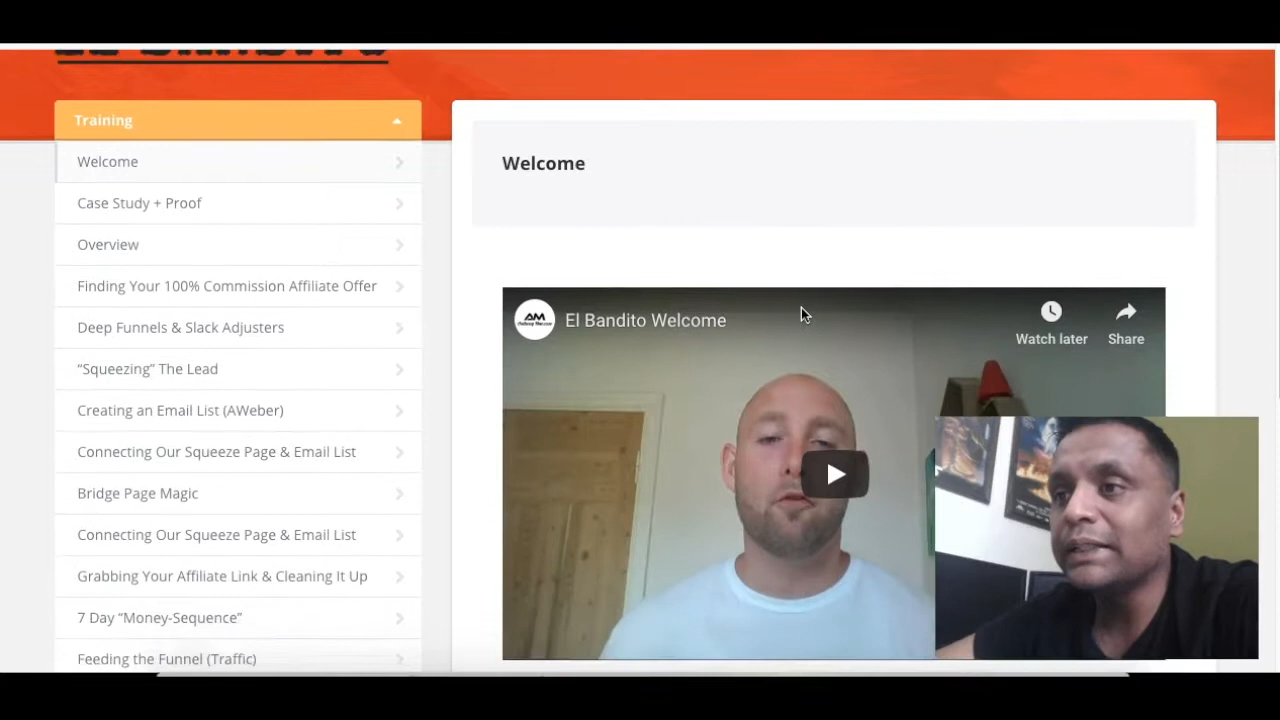 EL BANDITO
Training
Welcome
Case Study + Proof
Overview
Finding Your 100% Commission Affiliate Offer
Deep Funnels & Slack Adjusters
“Squeezing” The Lead
Creating an Email List (AWeber)
Connecting Our Squeeze Page & Email List
Bridge Page Magic
Connecting Our Squeeze Page & Email List
Grabbing Your Affiliate Link & Cleaning It Up
7 Day “Money-Sequence”
Feeding the Funnel (Traffic)
Welcome
AM
El Bandito Welcome
Watch later
Share